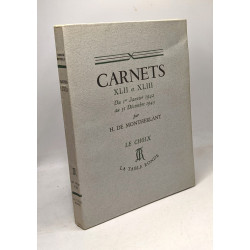 CARNETS
XLII et XLIII
Du 1er Janvier 1942
au 31 Décembre 1943
par
H. DE MONTHERLANT
LE CHOIX
LA TABLE RONDE